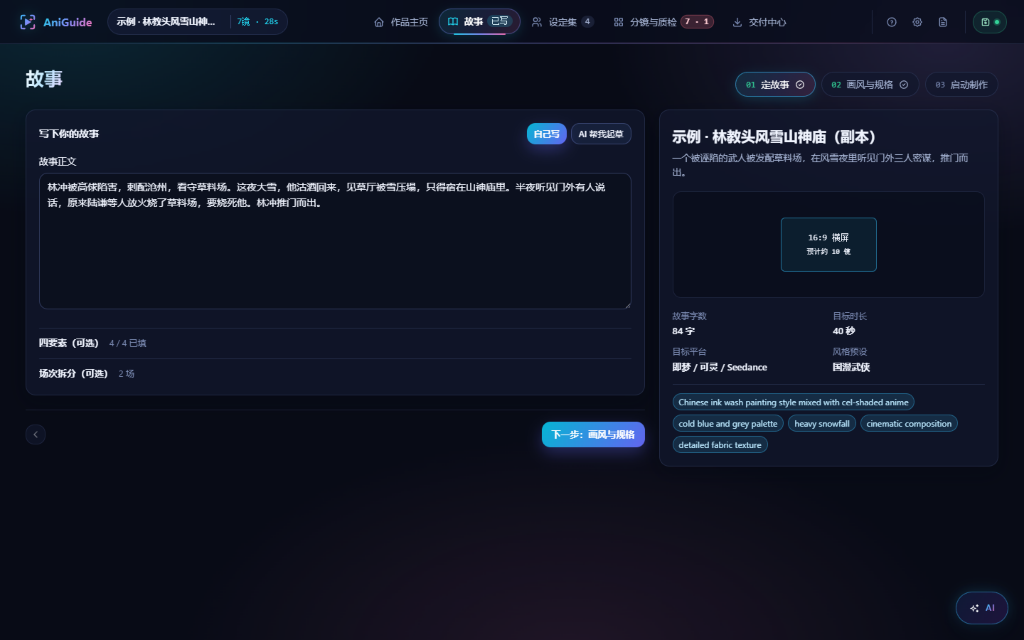 AniGuide
示例 · 林教头风雪山神...
7镜 · 28s
作品主页
故事 已写
设定集 4
分镜与质检 7 · 1
交付中心
故事
01 定故事
02 画风与规格
03 启动制作
写下你的故事
自己写
AI 帮我起草
故事正文
林冲被高俅陷害，刺配沧州，看守草料场。这夜大雪，他沽酒回来，见草厅被雪压塌，只得宿在山神庙里。半夜听见门外有人说
话，原来陆谦等人放火烧了草料场，要烧死他。林冲推门而出。
四要素（可选） 4 / 4 已填
场次拆分（可选） 2 场
下一步：画风与规格
示例 · 林教头风雪山神庙（副本）
一个被诬陷的武人被发配草料场，在风雪夜里听见门外三人密谋，推门而
出。
16:9 横屏
预计约 10 镜
故事字数
84 字
目标时长
40 秒
目标平台
即梦 / 可灵 / Seedance
风格预设
国漫武侠
Chinese ink wash painting style mixed with cel-shaded anime
cold blue and grey palette
heavy snowfall
cinematic composition
detailed fabric texture
AI